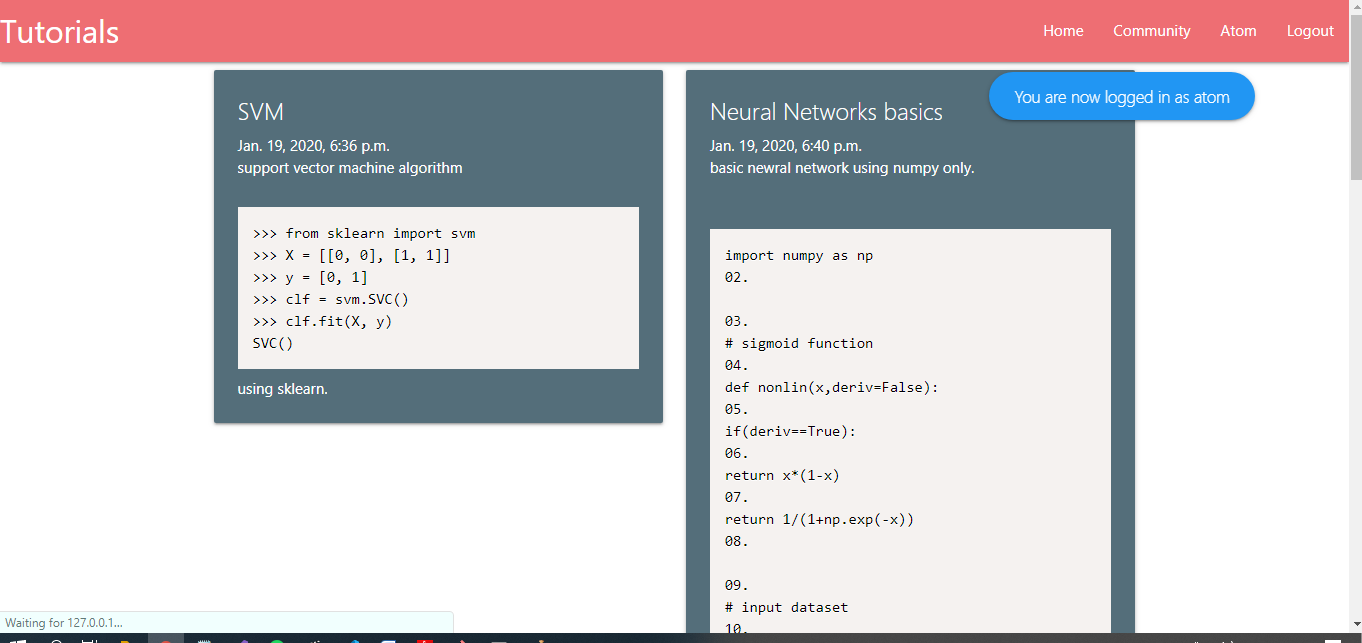 Tutorials
Home
Community
Atom
Logout
You are now logged in as atom
SVM
Jan. 19, 2020, 6:36 p.m.
support vector machine algorithm
>>> from sklearn import svm
>>> X = [[0, 0], [1, 1]]
>>> y = [0, 1]
>>> clf = svm.SVC()
>>> clf.fit(X, y)
SVC()
using sklearn.
Neural Networks basics
Jan. 19, 2020, 6:40 p.m.
basic newral network using numpy only.
import numpy as np
02.
03.
# sigmoid function
04.
def nonlin(x,deriv=False):
05.
if(deriv==True):
06.
return x*(1-x)
07.
return 1/(1+np.exp(-x))
08.
09.
# input dataset
10.
Waiting for 127.0.0.1...